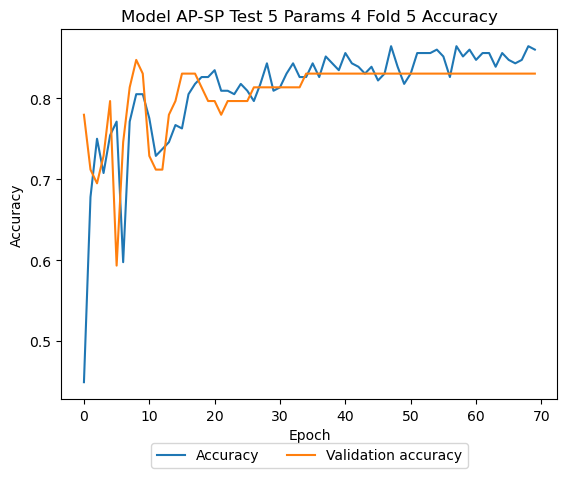 Model AP-SP Test 5 Params 4 Fold 5 Accuracy
Accuracy
0.8
0.7
0.6
0.5
0 10 20 30 40 50 60 70
Epoch
Accuracy Validation accuracy